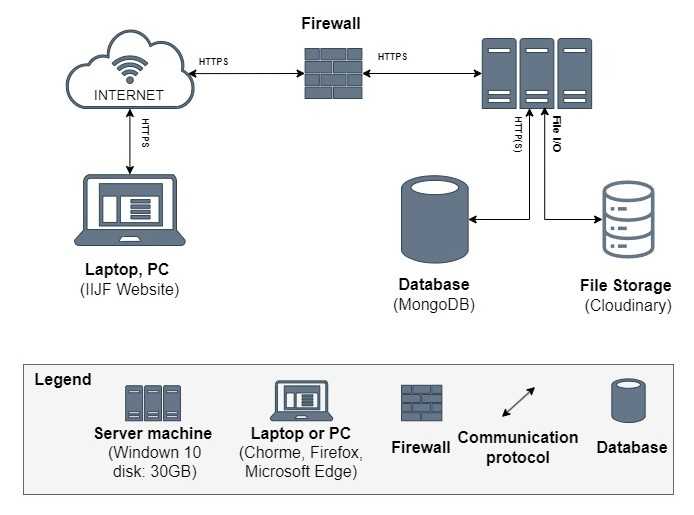 Firewall
HTTPS
HTTPS
INTERNET
HTTPS
HTTP(S)
File I/O
Laptop, PC
(IIJF Website)
Database
(MongoDB)
File Storage
(Cloudinary)
Legend
Server machine
(Window 10
disk: 30GB)
Laptop or PC
(Chorme, Firefox,
Microsoft Edge)
Firewall
Communication
protocol
Database